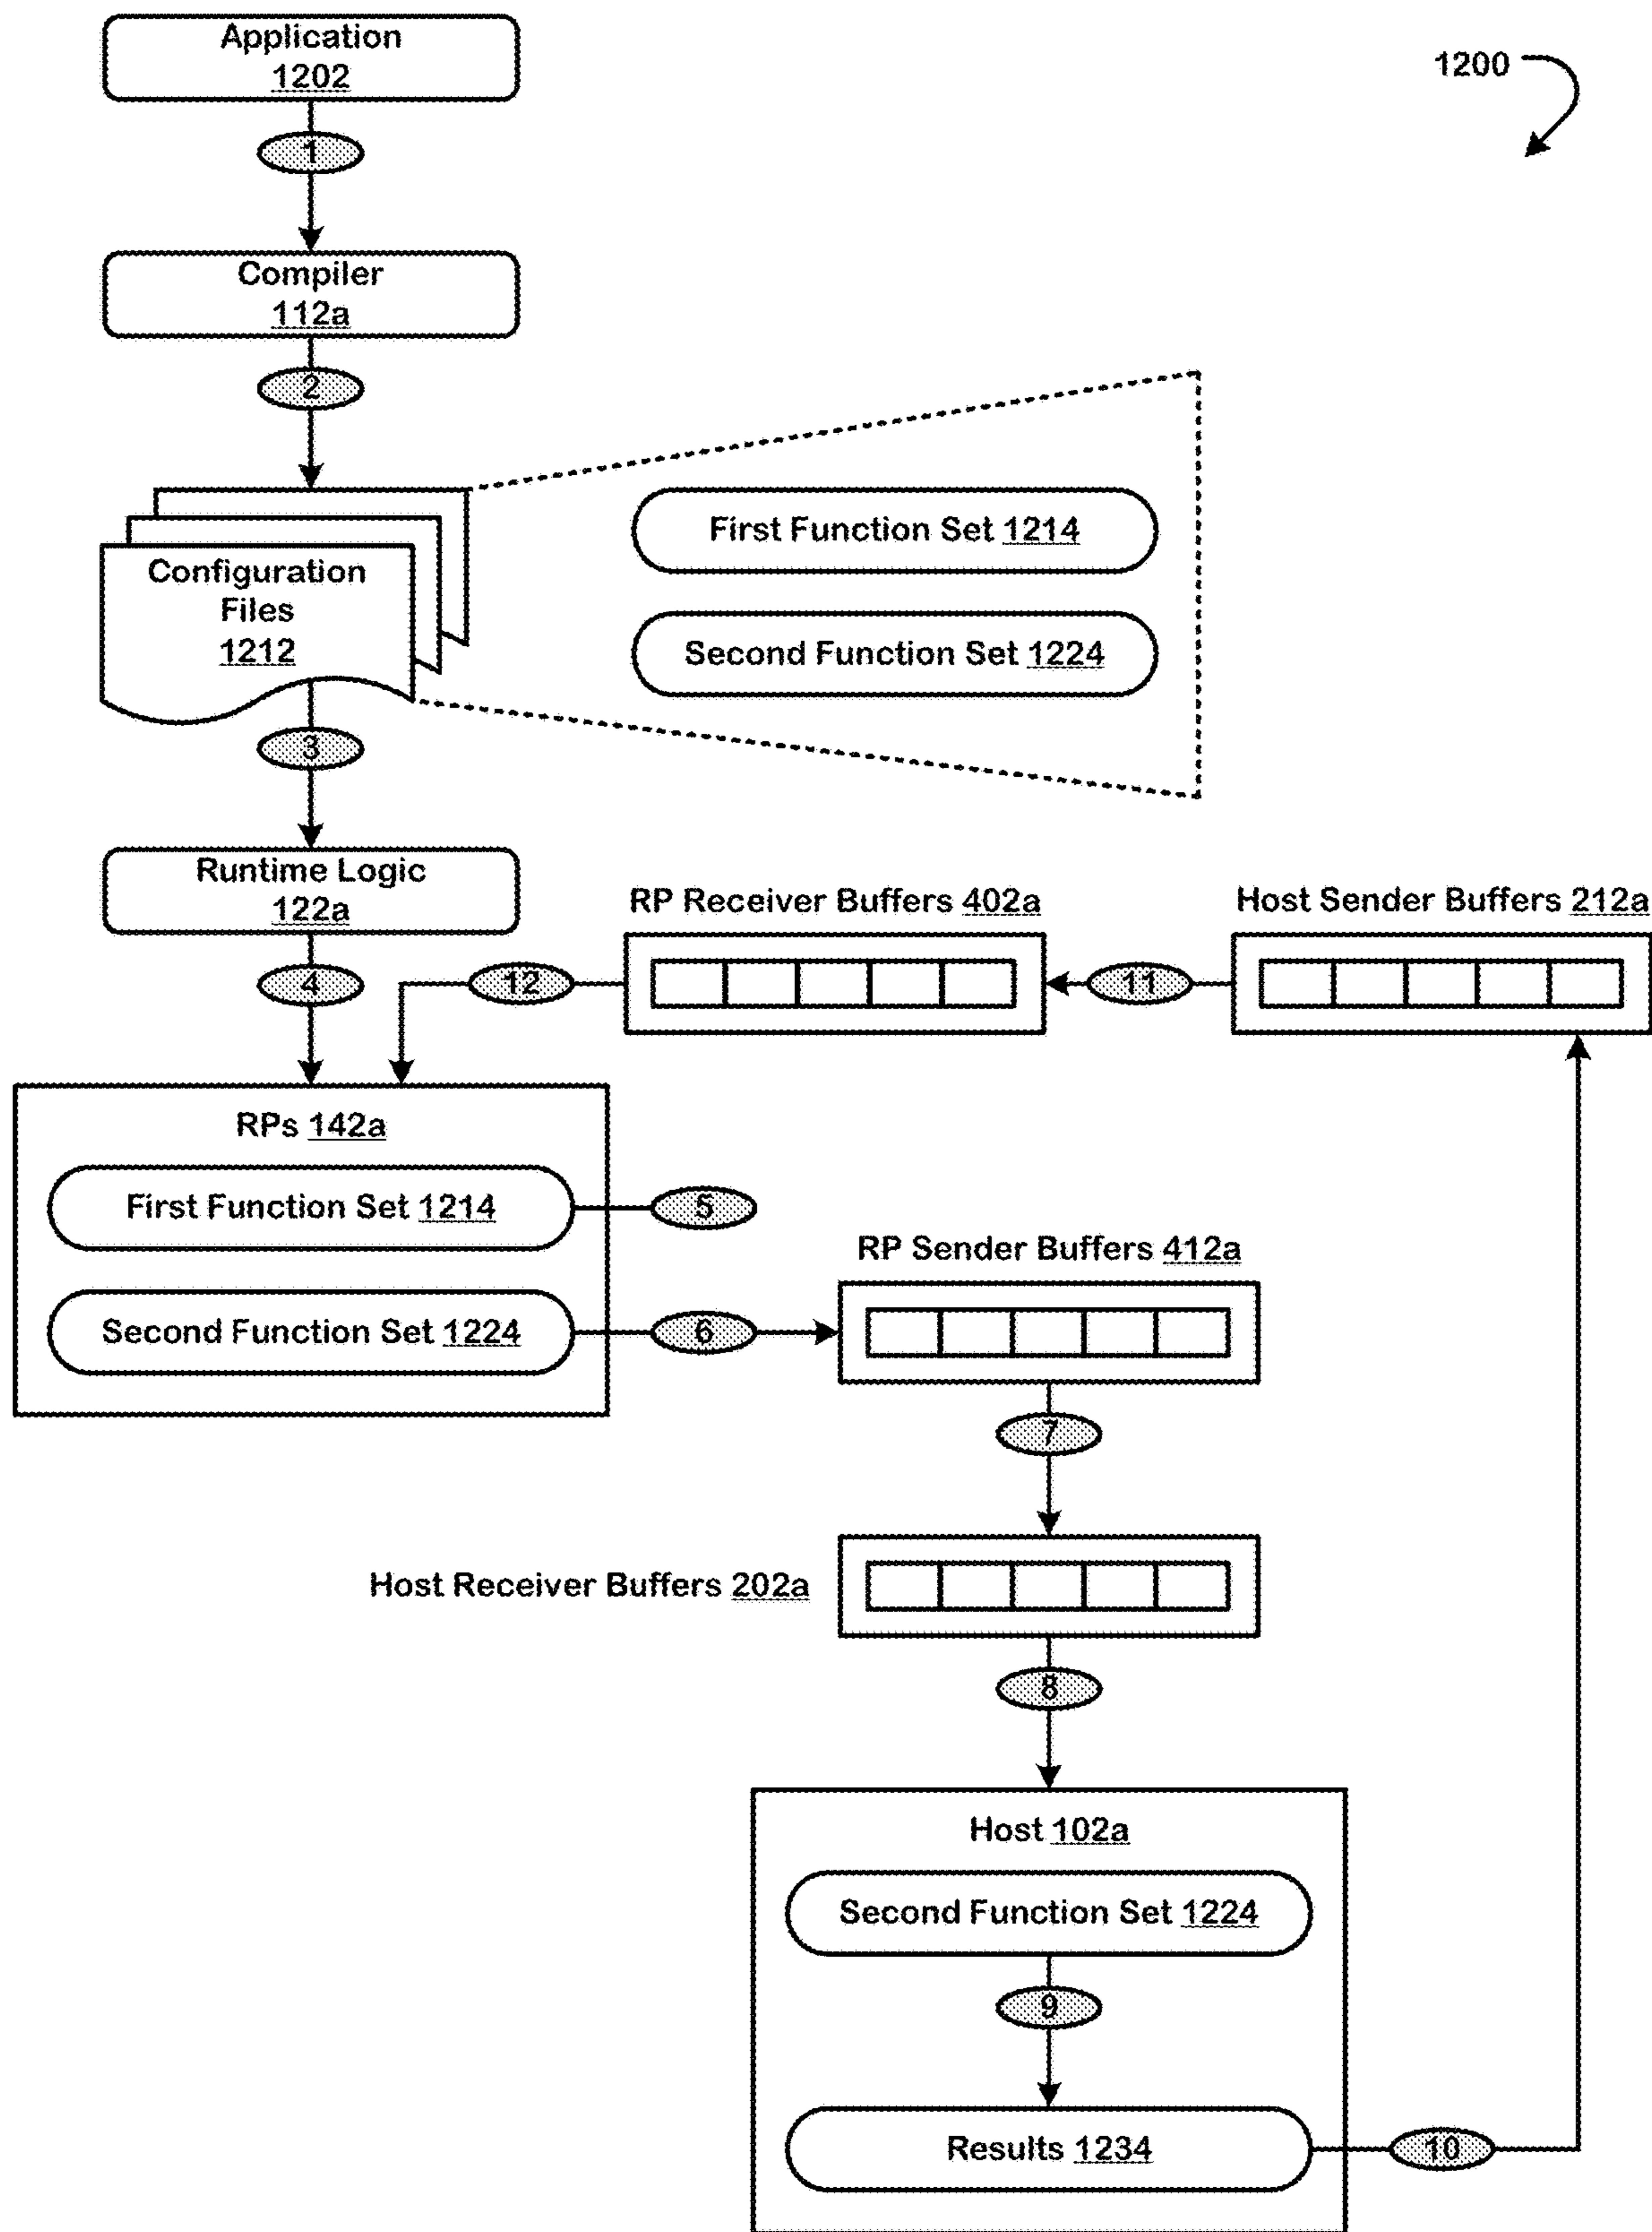 Application
1202
1200
1
Compiler
112a
2
First Function Set 1214
Configuration
Files
1212
Second Function Set 1224
3
Runtime Logic
122a
RP Receiver Buffers 402a
Host Sender Buffers 212a
4
12
11
RPs 142a
First Function Set 1214
5
RP Sender Buffers 412a
Second Function Set 1224
6
7
Host Receiver Buffers 202a
8
Host 102a
Second Function Set 1224
9
Results 1234
10